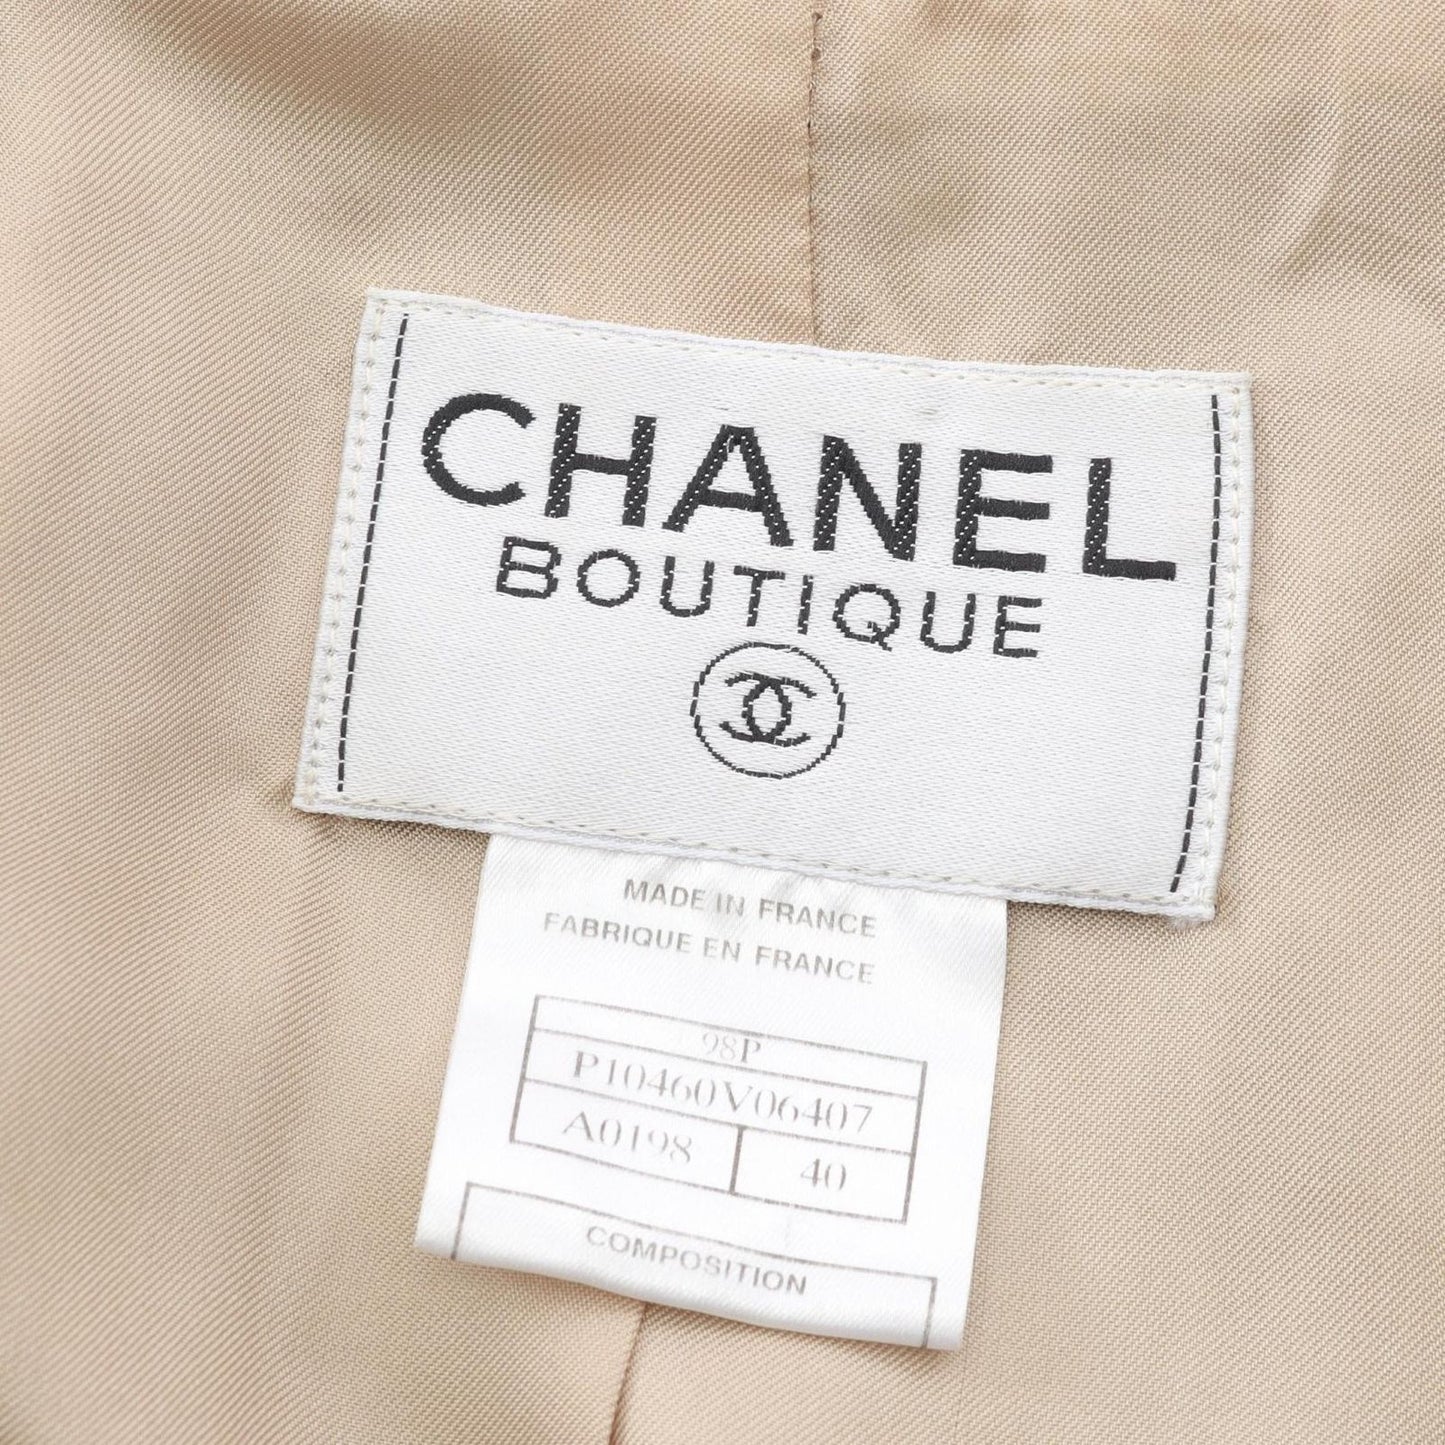 CHANEL
BOUTIQUE
MADE IN FRANCE
FABRIQUE EN FRANCE
98P
P10460V06407
A0198 40
COMPOSITION